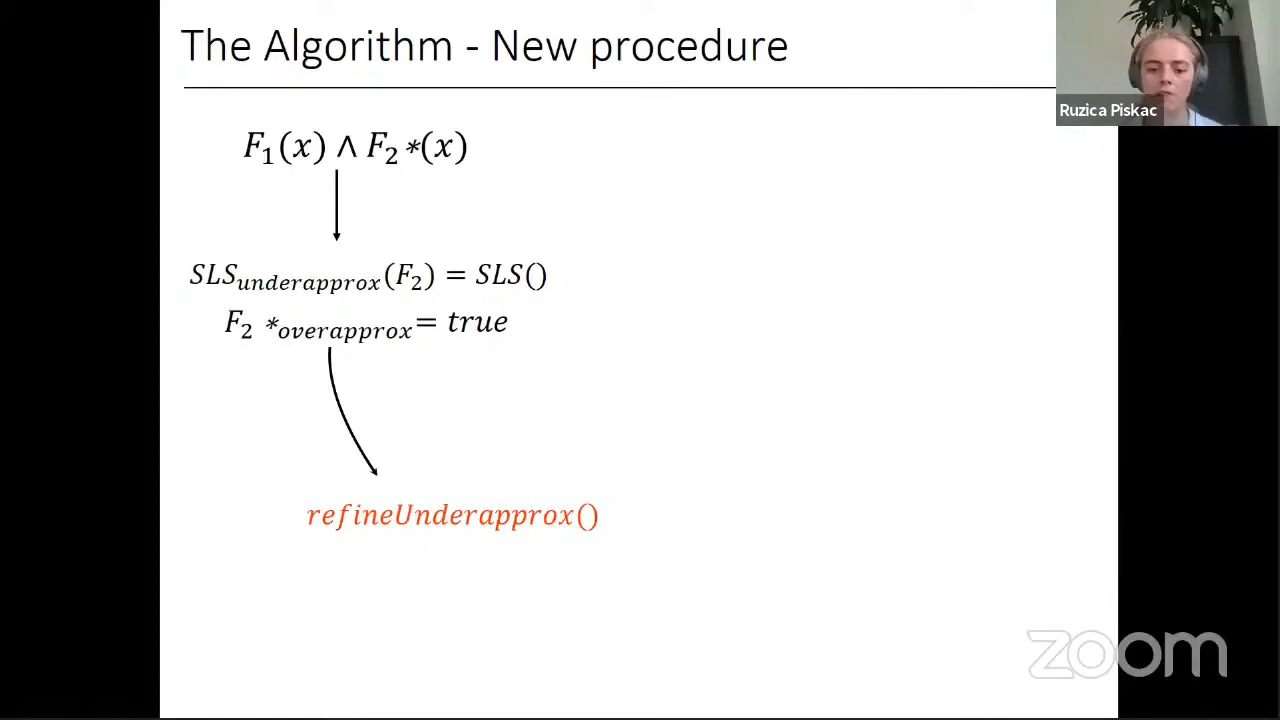 The Algorithm - New procedure
Ruzica Piskac
F₁(x) ∧ F₂ ∗(x)
SLS_underapprox(F₂) = SLS()
F₂ ∗_overapprox= true
refineUnderapprox()
zoom